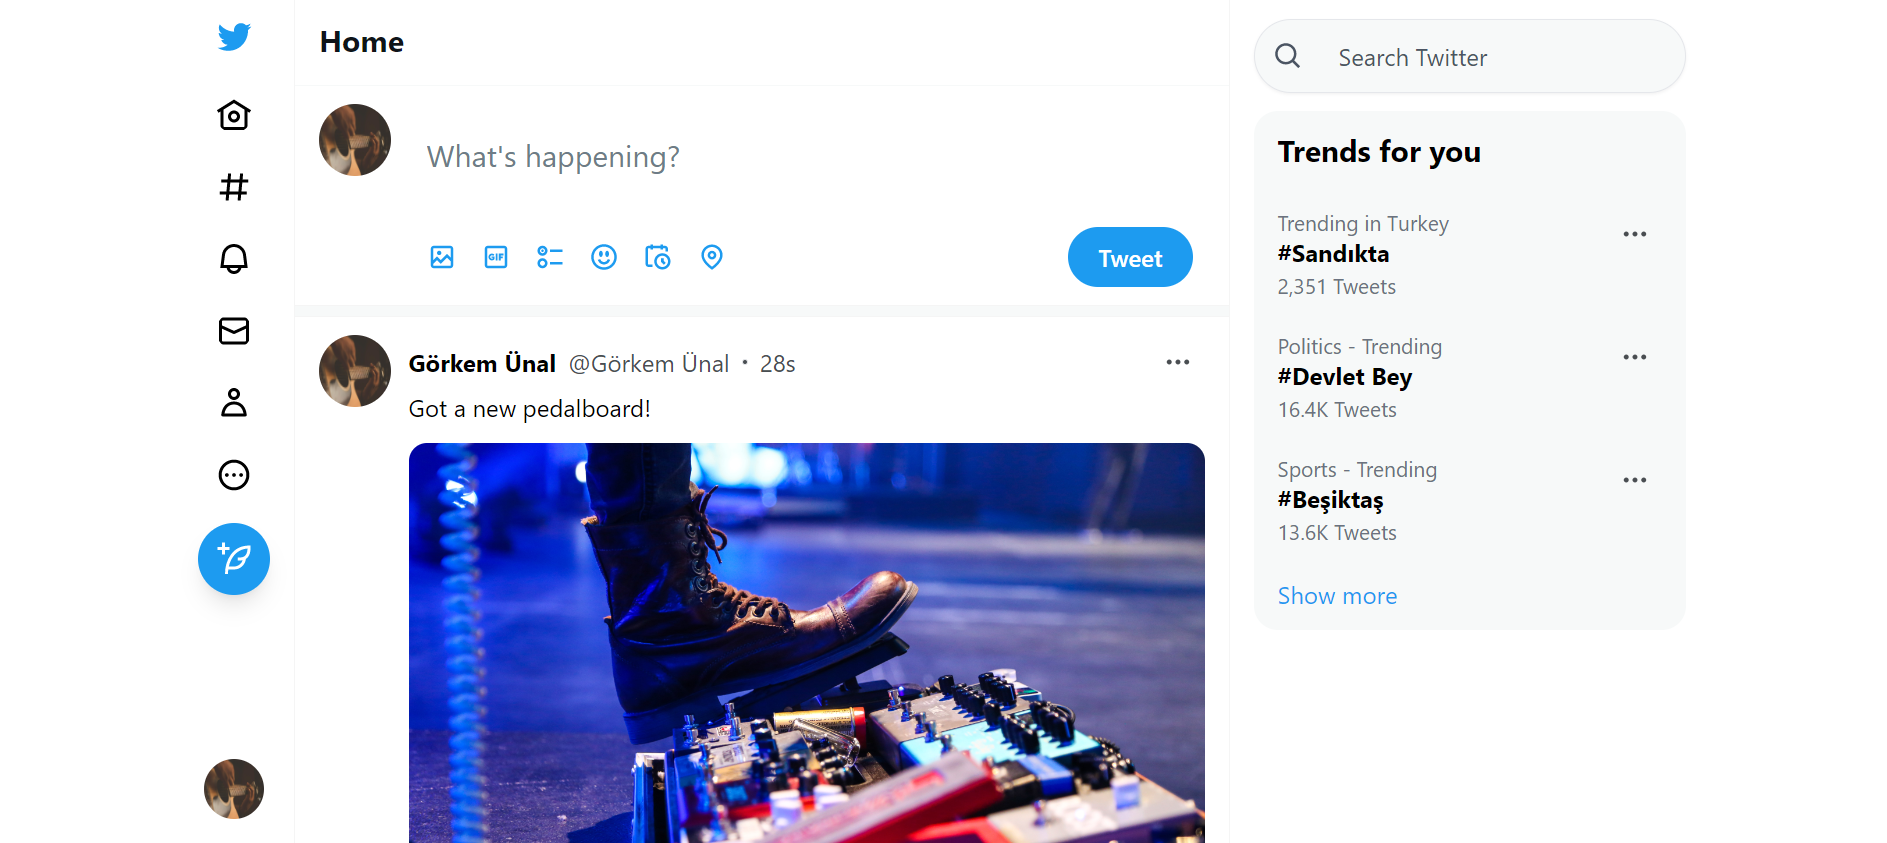 Home
What's happening?
GIF
Tweet
Görkem Ünal @Görkem Ünal · 28s
Got a new pedalboard!
Search Twitter
Trends for you
Trending in Turkey
#Sandıkta
2,351 Tweets
Politics - Trending
#Devlet Bey
16.4K Tweets
Sports - Trending
#Beşiktaş
13.6K Tweets
Show more